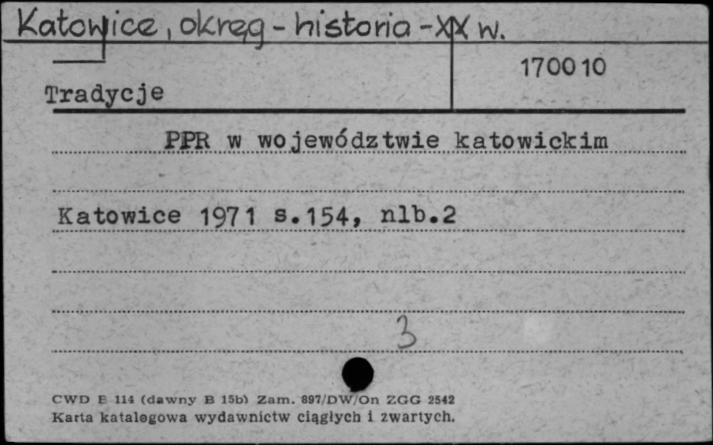 Katowice, okręg - historia - XX w.
170010
Tradycje
PPR w województwie katowickim
Katowice 1971 s.154, nlb.2
3
CWD E 114 (dawny B 15b) Zam. 897/DW/On ZGG 2542
Karta katalogowa wydawnictw ciągłych i zwartych.